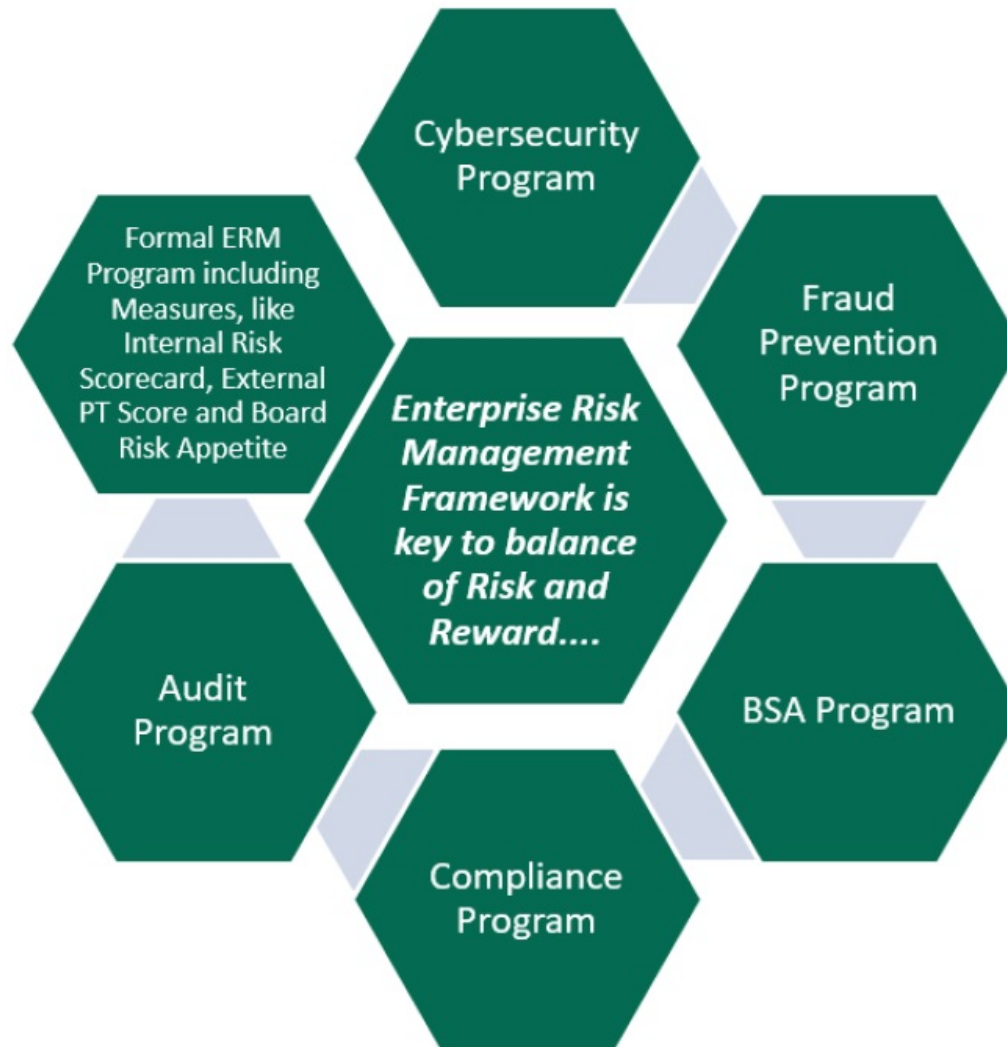 Cybersecurity
Program
Formal ERM
Program including
Measures, like
Internal Risk
Scorecard, External
PT Score and Board
Risk Appetite
Fraud
Prevention
Program
Enterprise Risk
Management
Framework is
key to balance
of Risk and
Reward....
Audit
Program
BSA Program
Compliance
Program